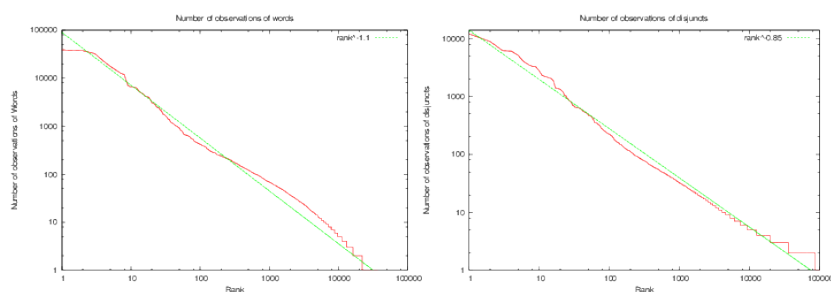 Number of observations of words
100000
10000
1000
100
10
1
Number of observations of Words
rank^-1.1
1 10 100 1000 10000 100000
Rank
Number of observations of disjuncts
10000
1000
100
10
1
Number of observations of disjuncts
rank^-0.85
1 10 100 1000 10000 100000
Rank